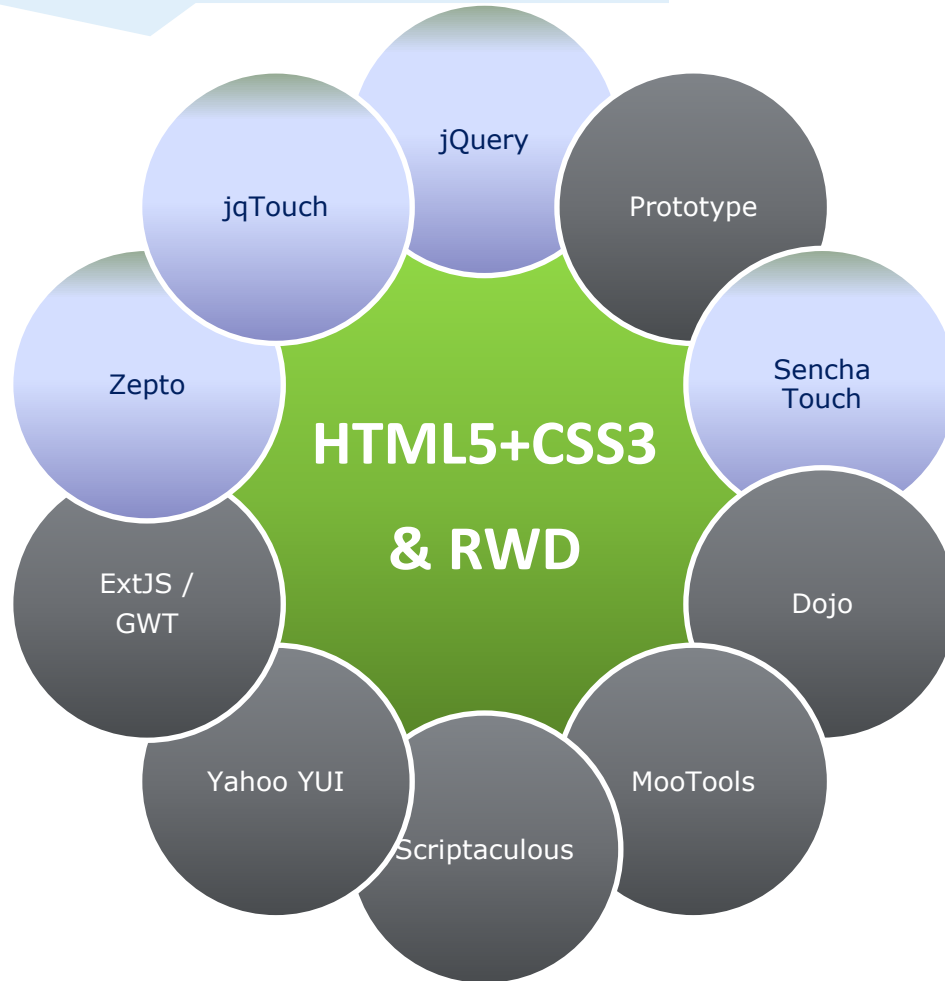 jQuery
jqTouch
Prototype
Zepto
Sencha
Touch
HTML5+CSS3
& RWD
ExtJS /
GWT
Dojo
Yahoo YUI
MooTools
Scriptaculous